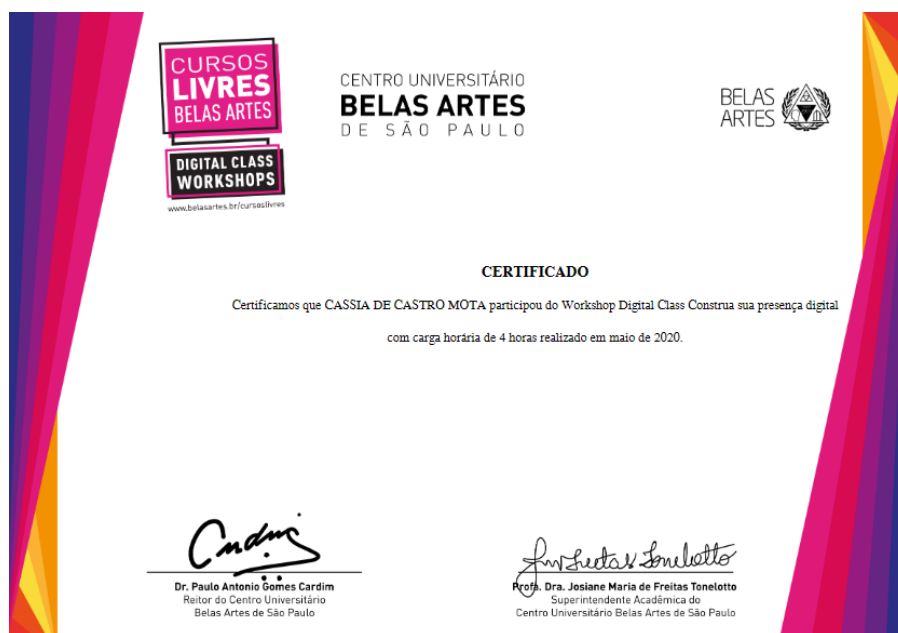 CURSOS
LIVRES
BELAS ARTES
DIGITAL CLASS
WORKSHOPS
www.belasartes.br/cursoslivres
CENTRO UNIVERSITÁRIO
BELAS ARTES
DE SÃO PAULO
BELAS
ARTES
CERTIFICADO
Certificamos que CASSIA DE CASTRO MOTA participou do Workshop Digital Class Construa sua presença digital
com carga horária de 4 horas realizado em maio de 2020.
Dr. Paulo Antonio Gomes Cardim
Reitor do Centro Universitário
Belas Artes de São Paulo
Profa. Dra. Josiane Maria de Freitas Tonelotto
Superintendente Acadêmica do
Centro Universitário Belas Artes de São Paulo